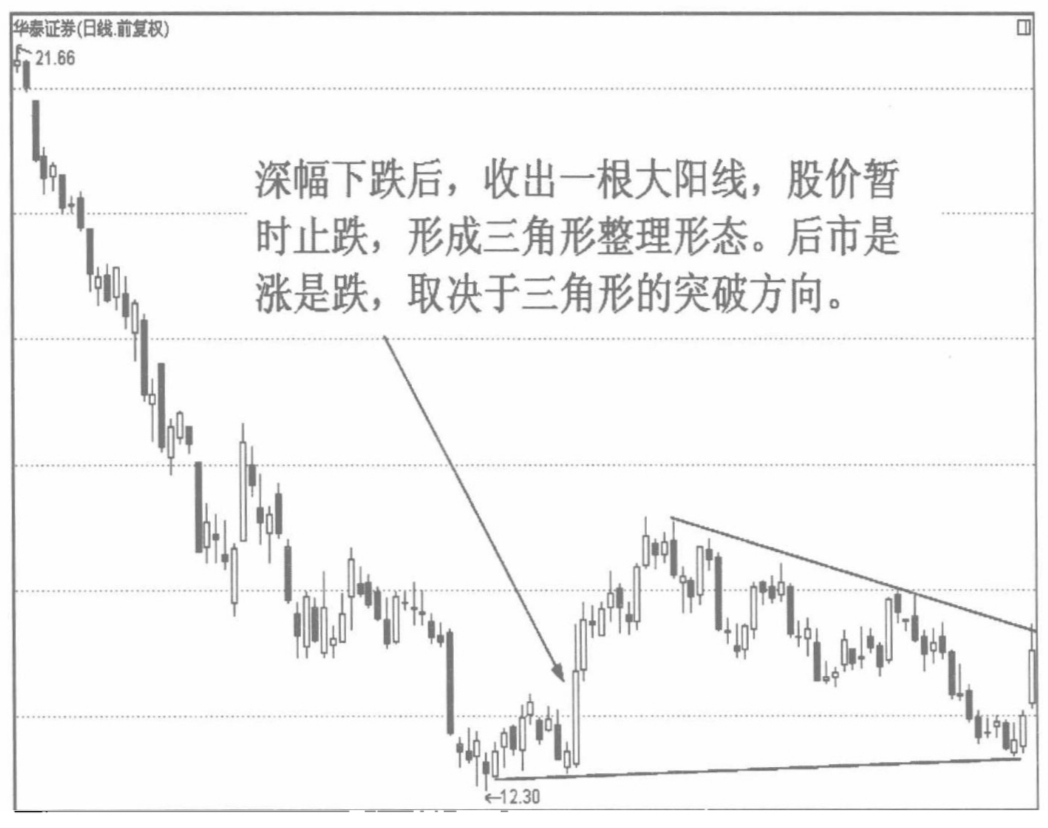 华泰证券(日线.前复权)
21.66
深幅下跌后，收出一根大阳线，股价暂
时止跌，形成三角形整理形态。后市是
涨是跌，取决于三角形的突破方向。
12.30